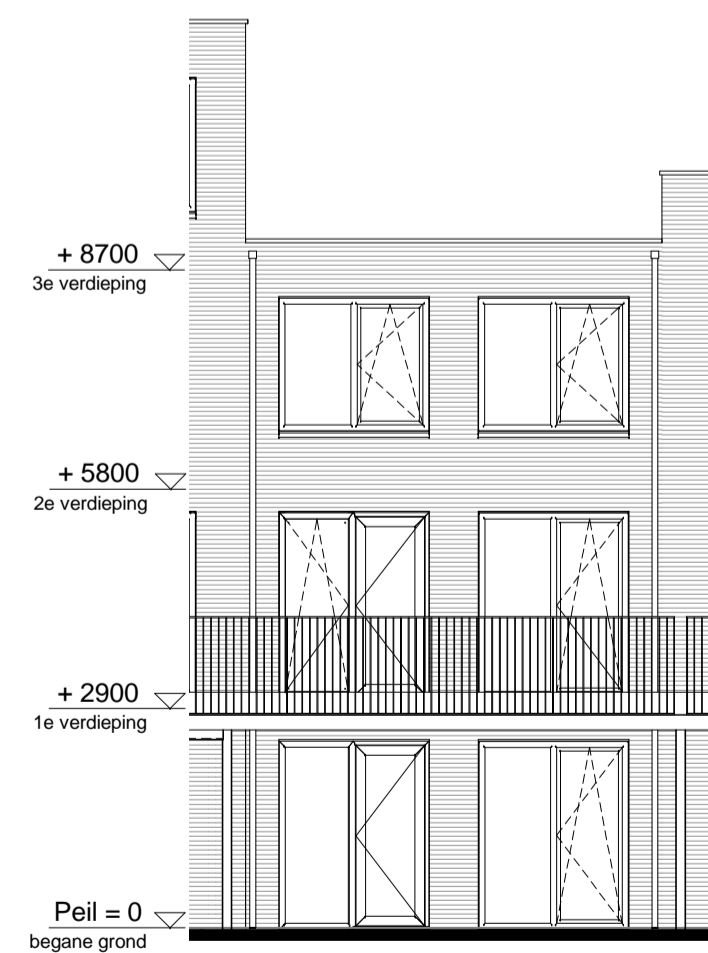 + 8700
3e verdieping
+ 5800
2e verdieping
+ 2900
1e verdieping
Peil = 0
begane grond